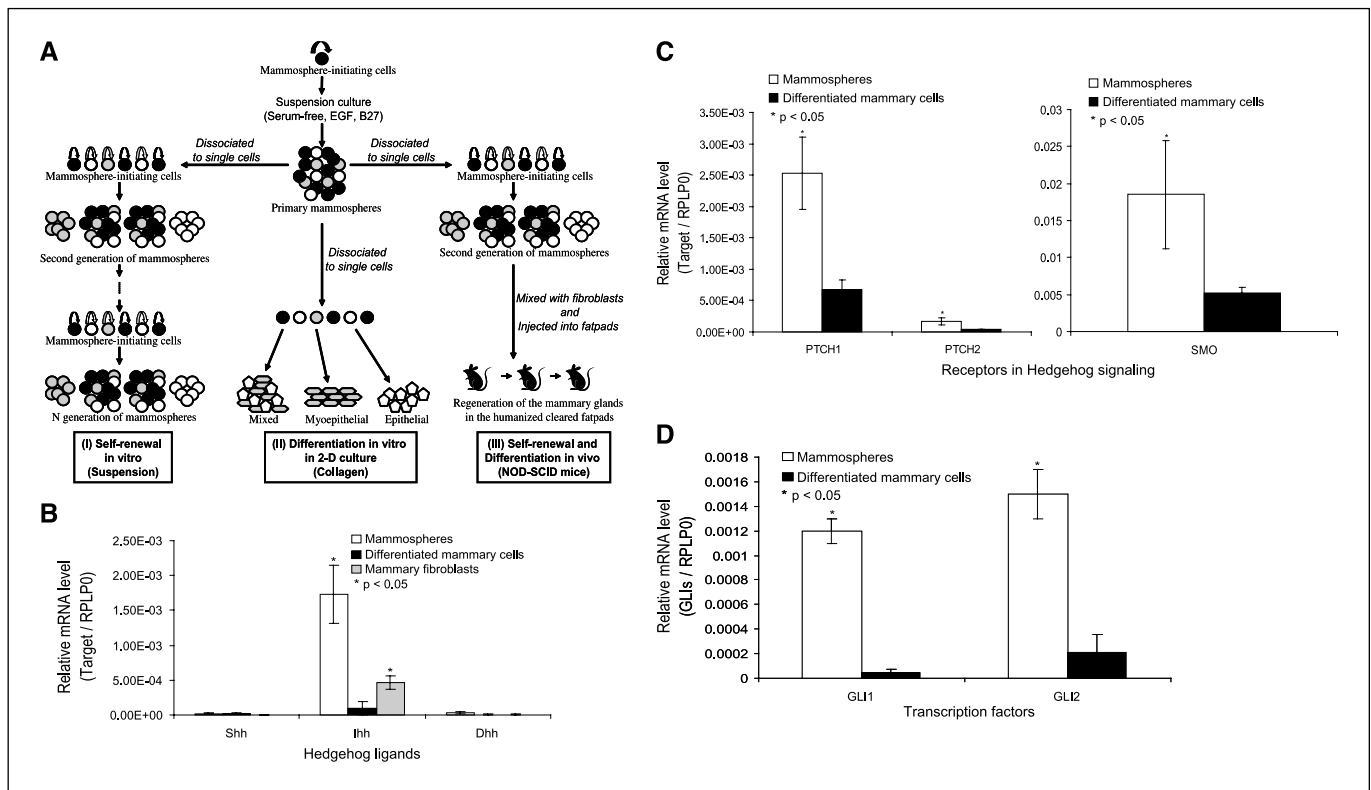 A
Mammosphere-initiating cells
Suspension culture
(Serum-free, EGF, B27)
Dissociated
to single cells
Dissociated
to single cells
Mammosphere-initiating cells
Primary mammospheres
Mammosphere-initiating cells
Second generation of mammospheres
Dissociated
to single cells
Second generation of mammospheres
Mammosphere-initiating cells
Mixed with fibroblasts
and
Injected into fatpads
N generation of mammospheres
Mixed
Myoepithelial
Epithelial
Regeneration of the mammary glands
in the humanized cleared fatpads
(I) Self-renewal
in vitro
(Suspension)
(II) Differentiation in vitro
in 2-D culture
(Collagen)
(III) Self-renewal and
Differentiation in vivo
(NOD-SCID mice)
B
Relative mRNA level
(Target / RPLP0)
2.50E-03
2.00E-03
1.50E-03
1.00E-03
5.00E-04
0.00E+00
Mammospheres
Differentiated mammary cells
Mammary fibroblasts
* p < 0.05
*
*
Shh
Ihh
Dhh
Hedgehog ligands
C
Relative mRNA level
(Target / RPLP0)
Mammospheres
Differentiated mammary cells
* p < 0.05
3.50E-03
3.00E-03
2.50E-03
2.00E-03
1.50E-03
1.00E-03
5.00E-04
0.00E+00
*
*
PTCH1
PTCH2
Mammospheres
Differentiated mammary cells
* p < 0.05
0.03
0.025
0.02
0.015
0.01
0.005
0
*
SMO
Receptors in Hedgehog signaling
D
Relative mRNA level
(GLIs / RPLP0)
0.0018
0.0016
0.0014
0.0012
0.001
0.0008
0.0006
0.0004
0.0002
0
Mammospheres
Differentiated mammary cells
* p < 0.05
*
*
GLI1
GLI2
Transcription factors